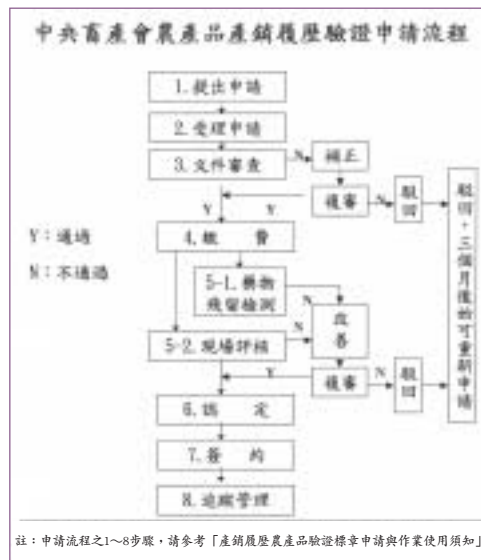 中央畜產會農產品產銷履歷驗證申請流程
1.提出申請
2.受理申請
3.文件審查
N
補正
複審
N
駁回
Y
Y
Y：通過
N：不通過
4.繳 費
5-1.藥物
殘留檢測
N
改善
5-2.現場評核
N
複審
N
駁回
Y
駁回，三個月後始可重新申請
6.認 定
7.簽 約
8.追蹤管理
註：申請流程之1～8步驟，請參考「產銷履歷農產品驗證標章申請與作業使用須知」